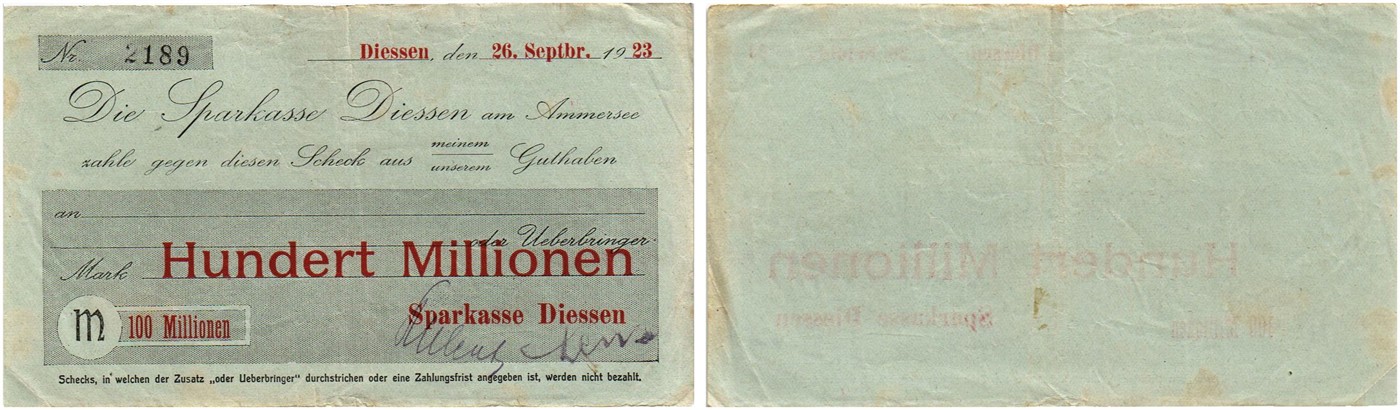 Nr. 2189
Diessen, den 26. Septbr. 1923
Die Sparkasse Diessen am Ammersee
zahle gegen diesen Scheck aus meinem
unserem Guthaben
an
oder Ueberbringer
Mark Hundert Millionen
m 100 Millionen
Sparkasse Diessen
Schecks, in welchen der Zusatz „oder Ueberbringer“ durchstrichen oder eine Zahlungsfrist angegeben ist, werden nicht bezahlt.